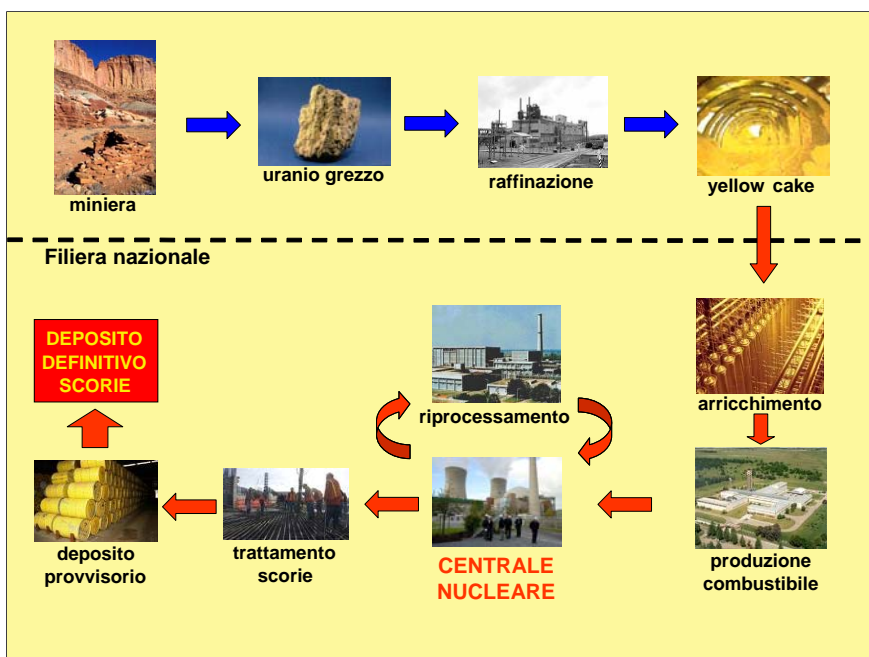 miniera
uranio grezzo
raffinazione
yellow cake
Filiera nazionale
DEPOSITO
DEFINITIVO
SCORIE
riprocessamento
arricchimento
deposito
provvisorio
trattamento
scorie
CENTRALE
NUCLEARE
produzione
combustibile